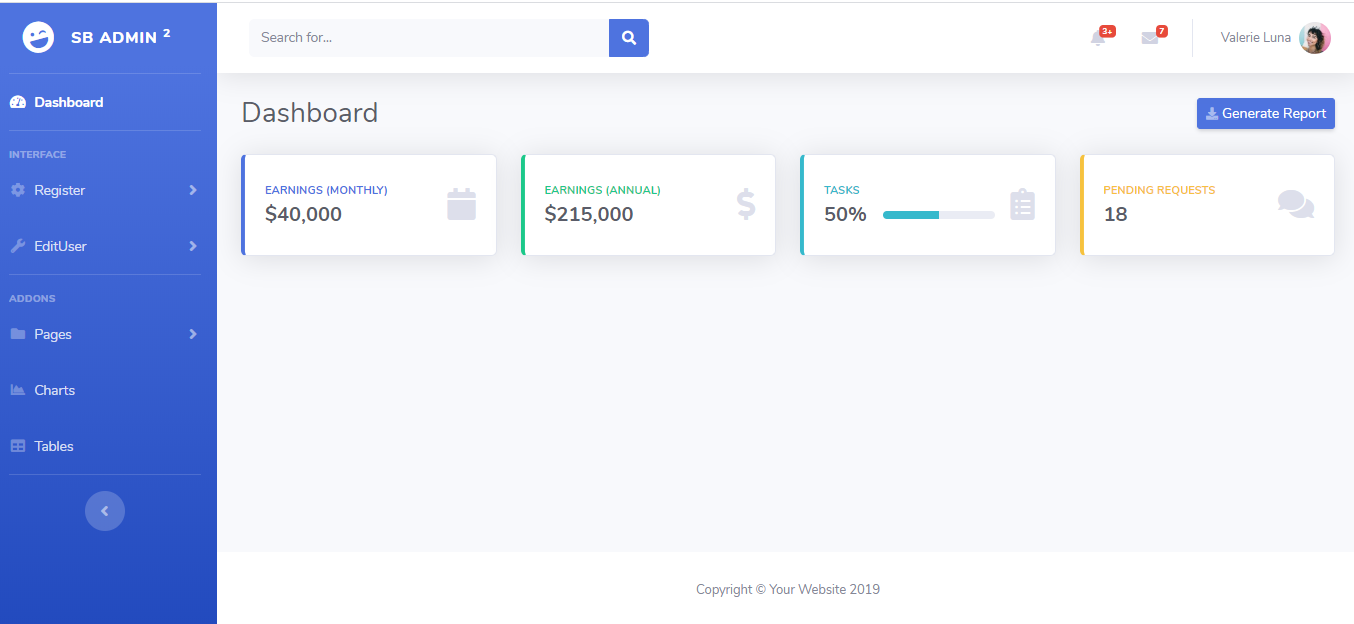 SB ADMIN 2
Dashboard
INTERFACE
Register
EditUser
ADDONS
Pages
Charts
Tables
Search for...
3+
7
Valerie Luna
Dashboard
Generate Report
EARNINGS (MONTHLY)
$40,000
EARNINGS (ANNUAL)
$215,000
TASKS
50%
PENDING REQUESTS
18
Copyright © Your Website 2019